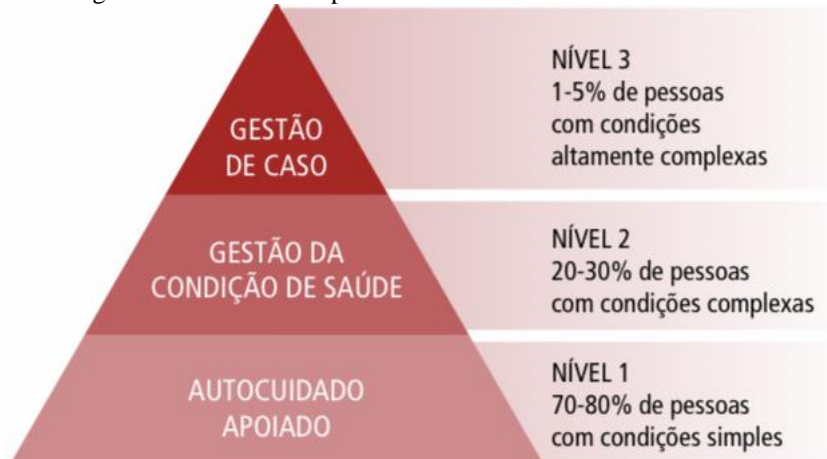 GESTÃO
DE CASO
NÍVEL 3
1-5% de pessoas
com condições
altamente complexas
GESTÃO DA
CONDIÇÃO DE SAÚDE
NÍVEL 2
20-30% de pessoas
com condições complexas
AUTOCUIDADO
APOIADO
NÍVEL 1
70-80% de pessoas
com condições simples